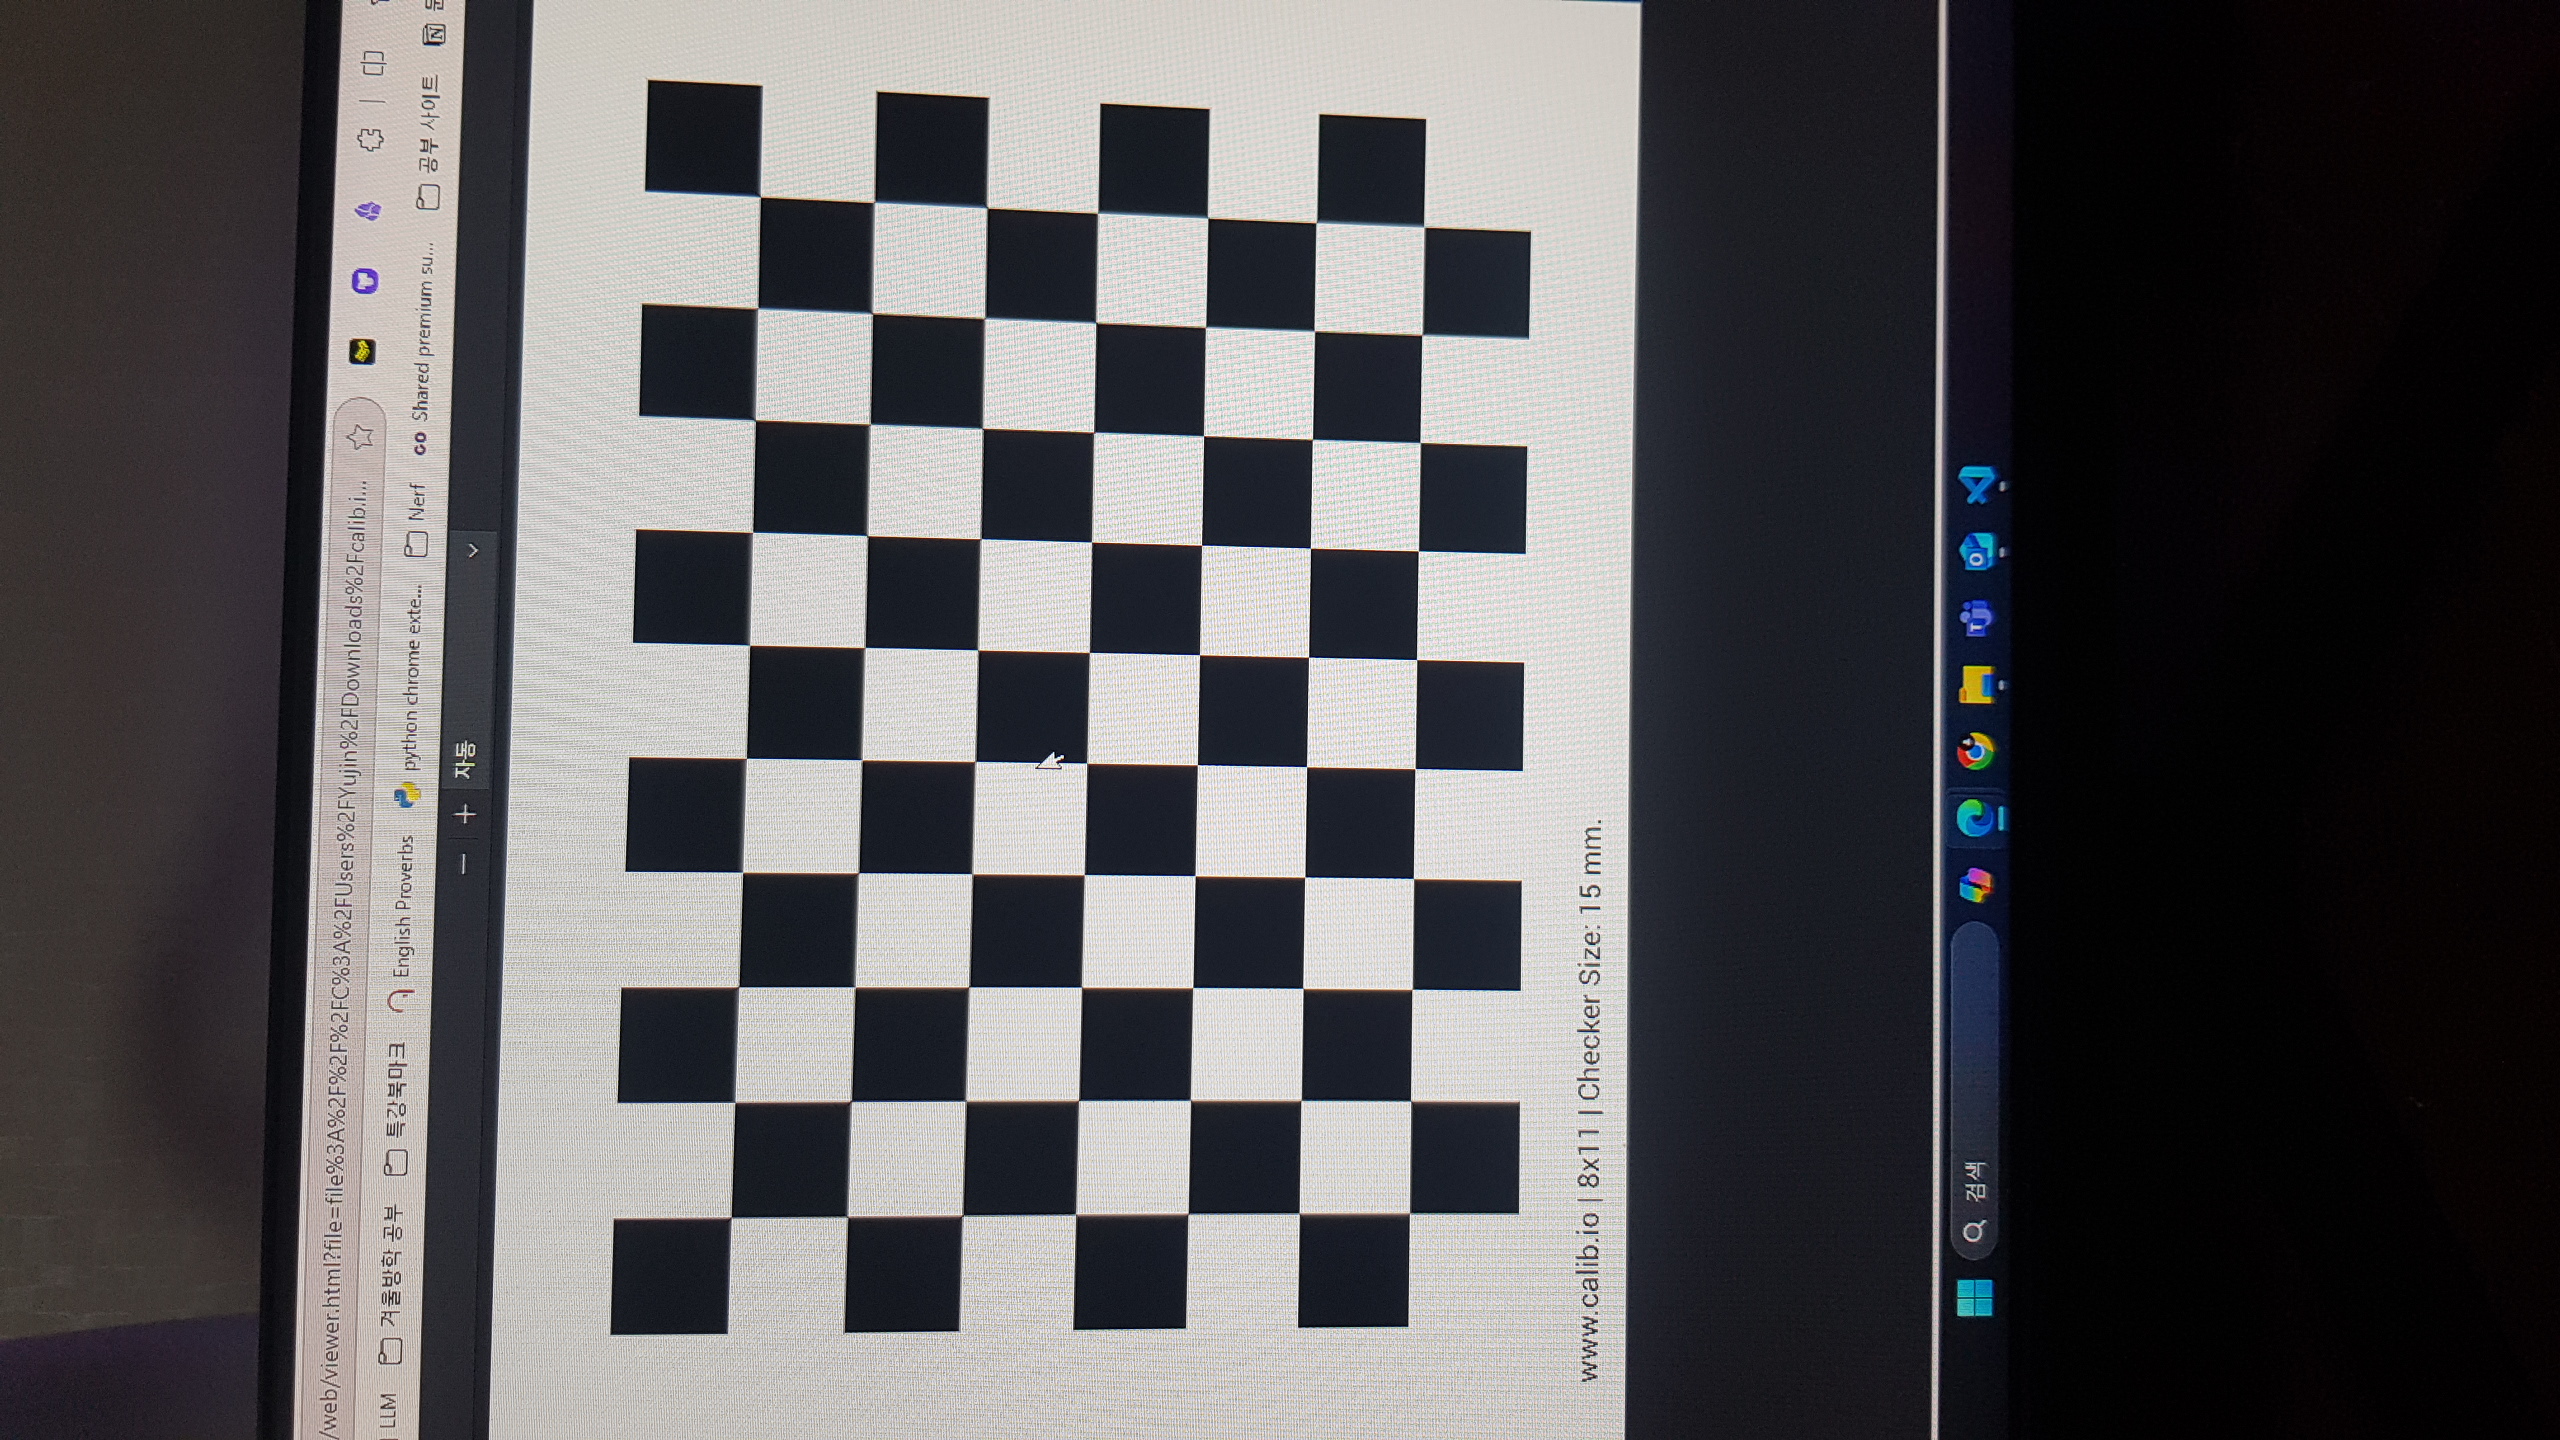 /web/viewer.html?file=file%3A%2F%2F%2FC%3A%2FUsers%2FYujin%2FDownloads%2Fcalib.i...
LLM 겨울방학 공부 특강북마크 English Proverbs python chrome exte... Nerf Shared premium su... 공부 사이트
자동
www.calib.io | 8x11 | Checker Size: 15 mm.
검색